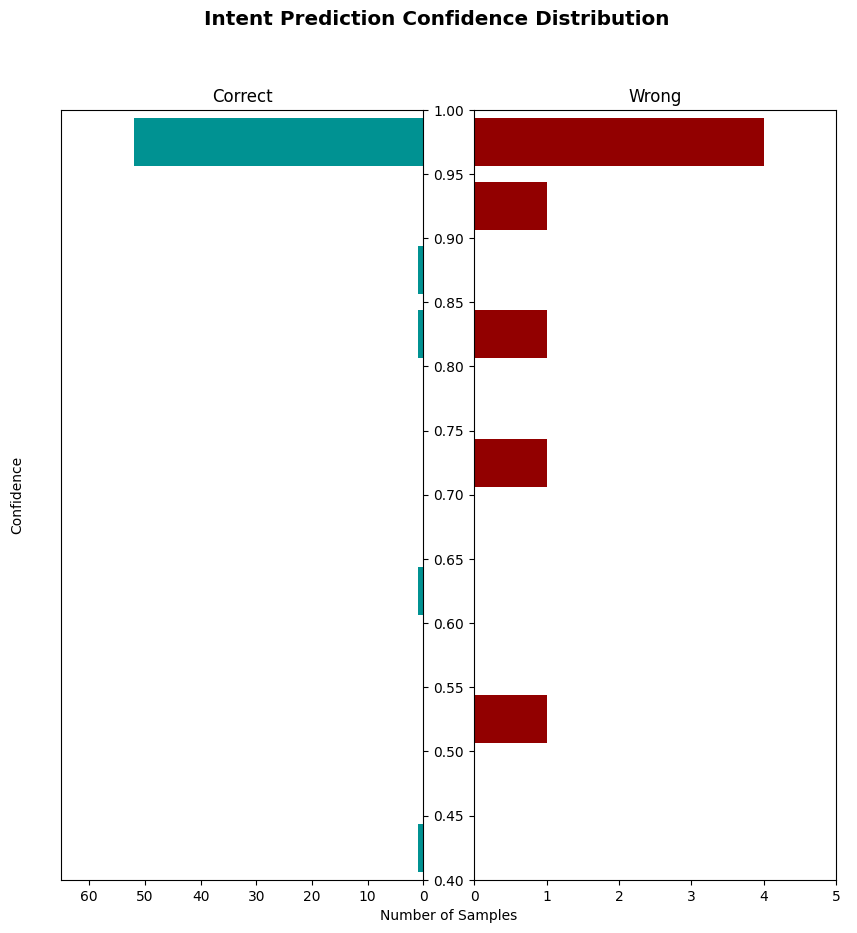 Intent Prediction Confidence Distribution
Correct
Wrong
1.00
0.95
0.90
0.85
0.80
0.75
0.70
0.65
0.60
0.55
0.50
0.45
0.40
Confidence
60 50 40 30 20 10 0
0 1 2 3 4 5
Number of Samples